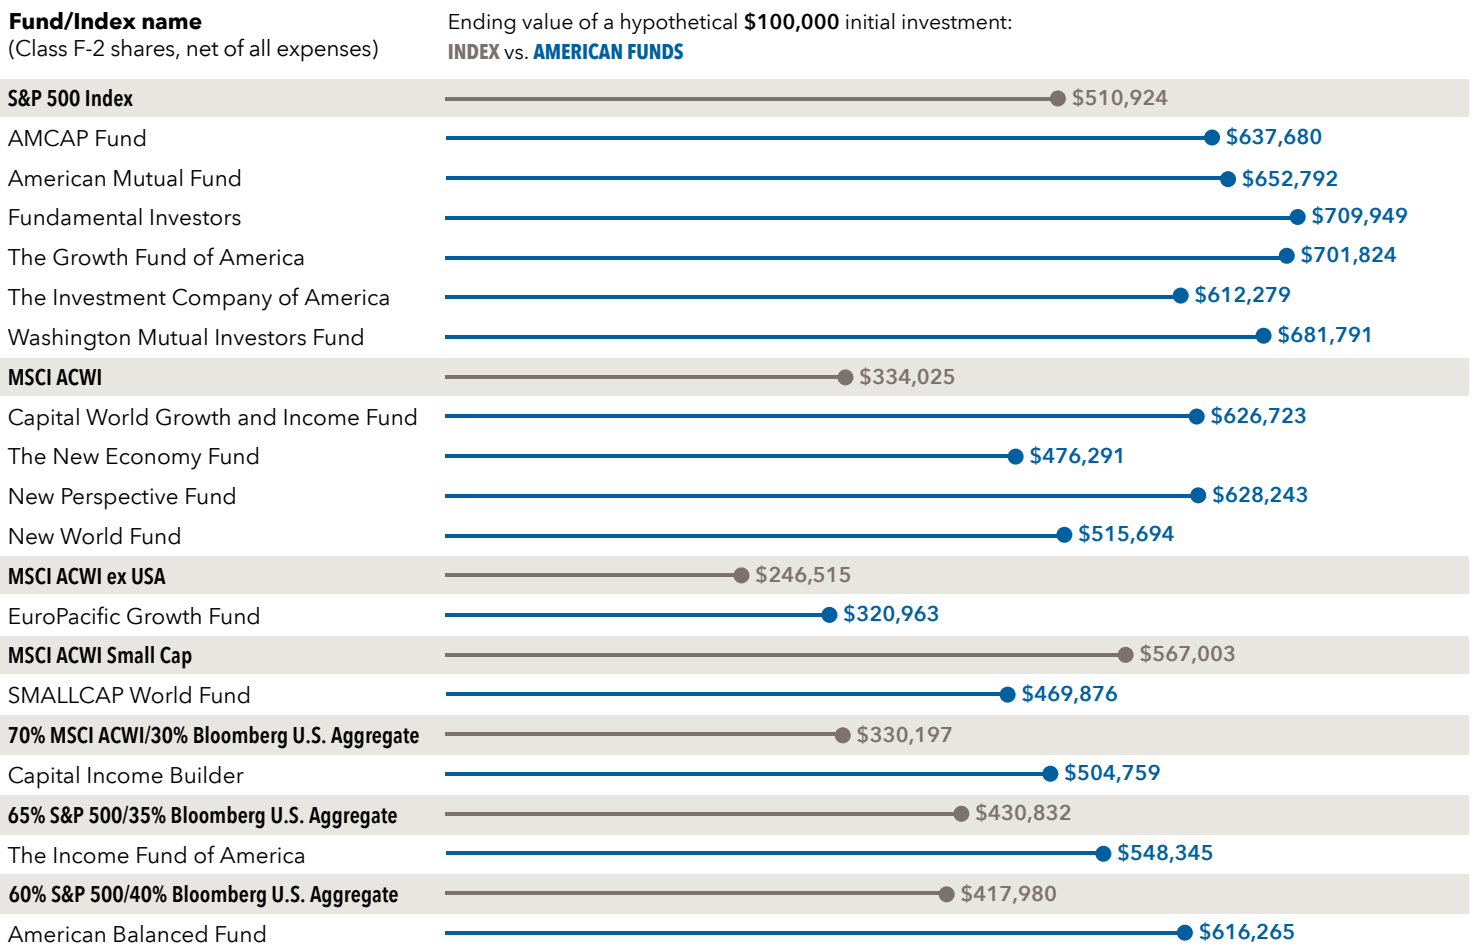 Fund/Index name
(Class F-2 shares, net of all expenses)
Ending value of a hypothetical $100,000 initial investment:
INDEX vs. AMERICAN FUNDS
S&P 500 Index $510,924
AMCAP Fund $637,680
American Mutual Fund $652,792
Fundamental Investors $709,949
The Growth Fund of America $701,824
The Investment Company of America $612,279
Washington Mutual Investors Fund $681,791
MSCI ACWI $334,025
Capital World Growth and Income Fund $626,723
The New Economy Fund $476,291
New Perspective Fund $628,243
New World Fund $515,694
MSCI ACWI ex USA $246,515
EuroPacific Growth Fund $320,963
MSCI ACWI Small Cap $567,003
SMALLCAP World Fund $469,876
70% MSCI ACWI/30% Bloomberg U.S. Aggregate $330,197
Capital Income Builder $504,759
65% S&P 500/35% Bloomberg U.S. Aggregate $430,832
The Income Fund of America $548,345
60% S&P 500/40% Bloomberg U.S. Aggregate $417,980
American Balanced Fund $616,265